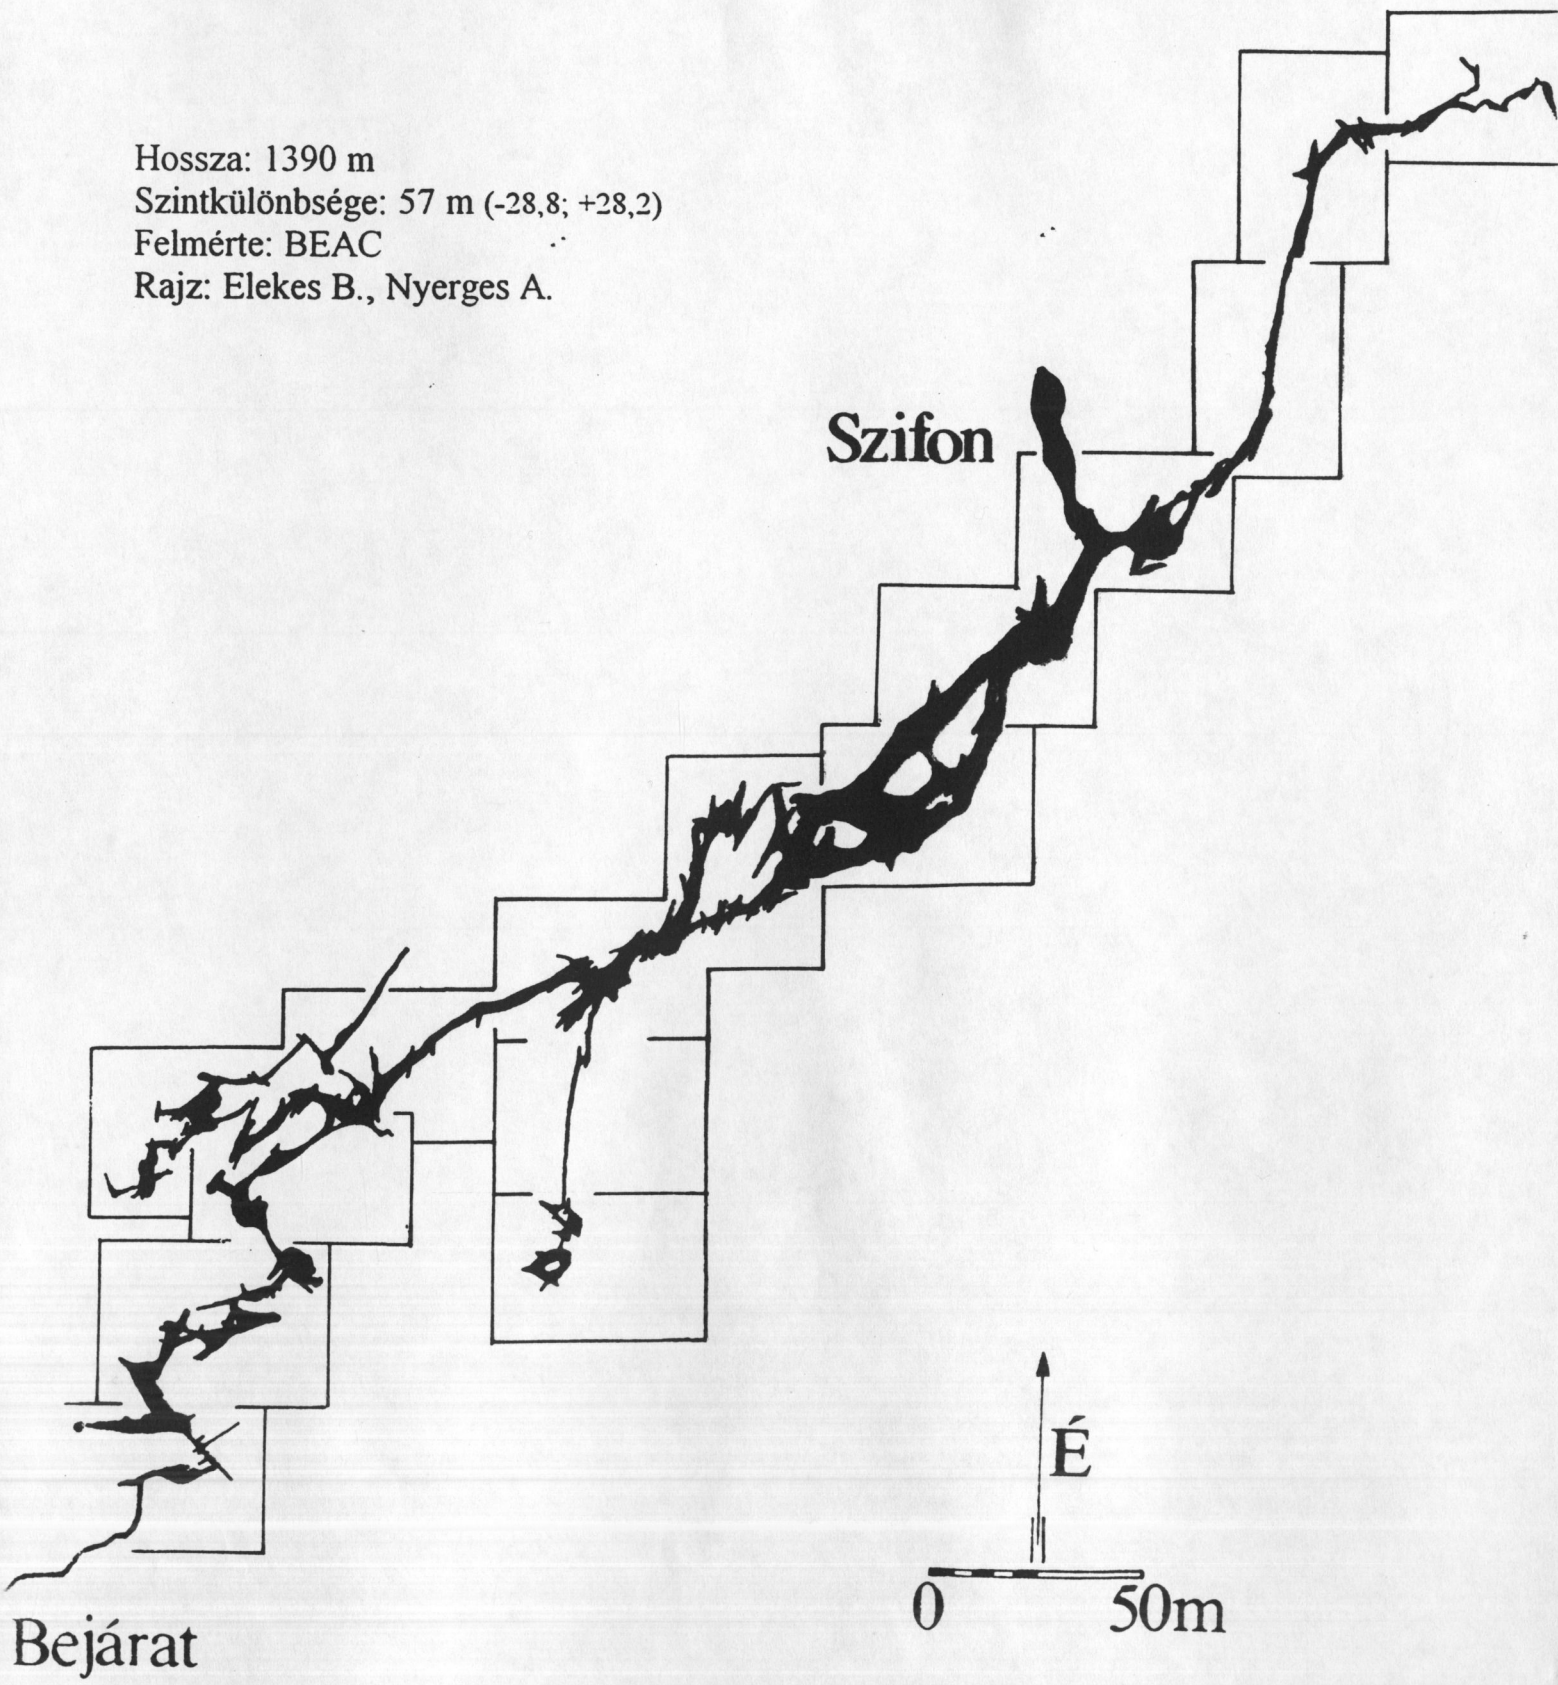 Hossza: 1390 m
Szintkülönbsége: 57 m (-28,8; +28,2)
Felmérte: BEAC
Rajz: Elekes B., Nyerges A.
Szifon
É
0 50m
Bejárat